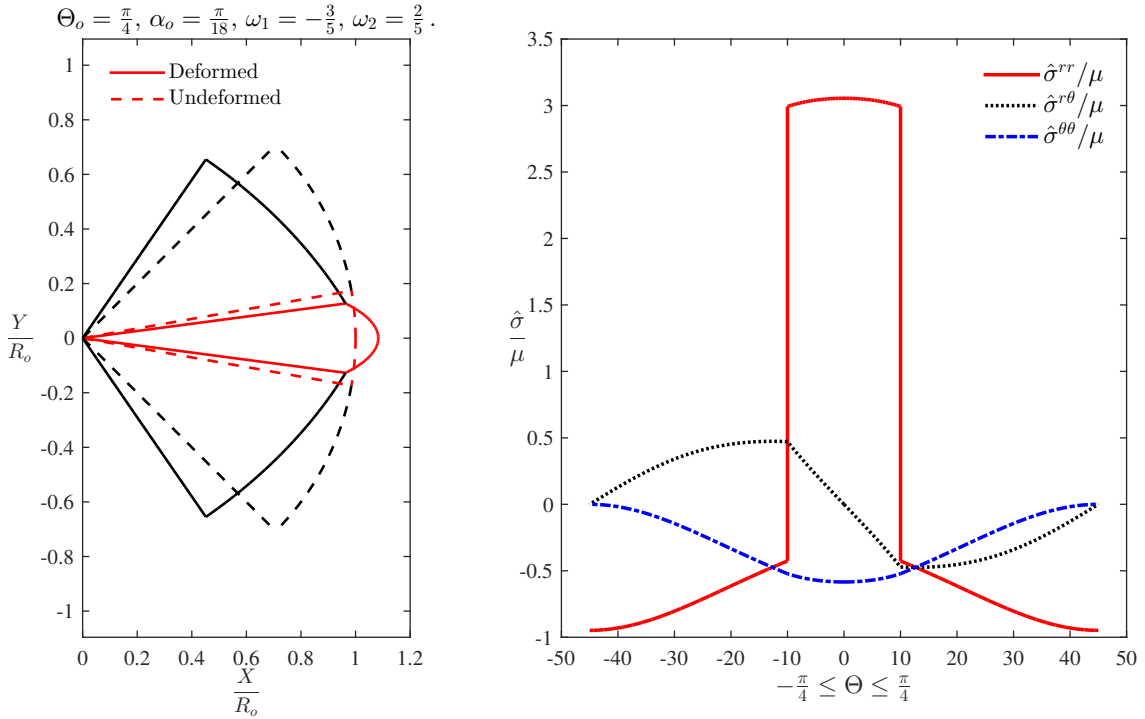 Θ_o = π/4, α_o = π/18, ω_1 = −3/5, ω_2 = 2/5.
Deformed
Undeformed
1
0.8
0.6
0.4
0.2
0
-0.2
-0.4
-0.6
-0.8
-1
Y/R_o
0 0.2 0.4 0.6 0.8 1 1.2
X/R_o
σ̂^{rr}/μ
σ̂^{rθ}/μ
σ̂^{θθ}/μ
3.5
3
2.5
2
1.5
1
0.5
0
-0.5
-1
σ̂/μ
-50 -40 -30 -20 -10 0 10 20 30 40 50
−π/4 ≤ Θ ≤ π/4